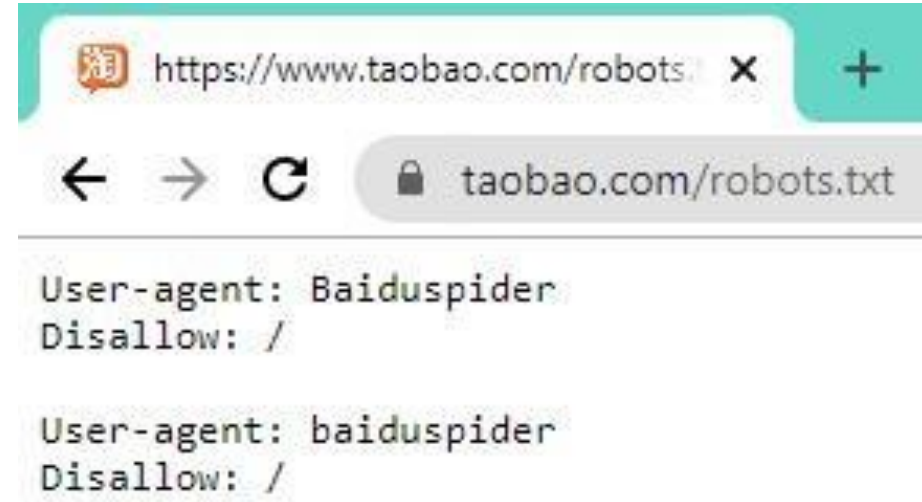 淘 https://www.taobao.com/robots.
taobao.com/robots.txt
User-agent: Baiduspider
Disallow: /
User-agent: baiduspider
Disallow: /